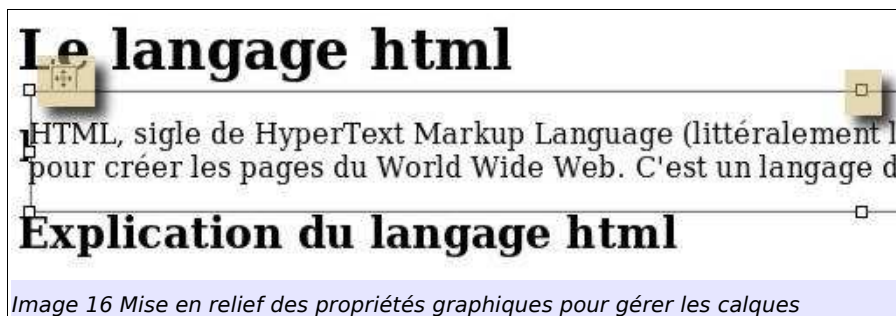 Le langage html
HTML, sigle de HyperText Markup Language (littéralement
pour créer les pages du World Wide Web. C'est un langage
Explication du langage html
Image 16 Mise en relief des propriétés graphiques pour gérer les calques